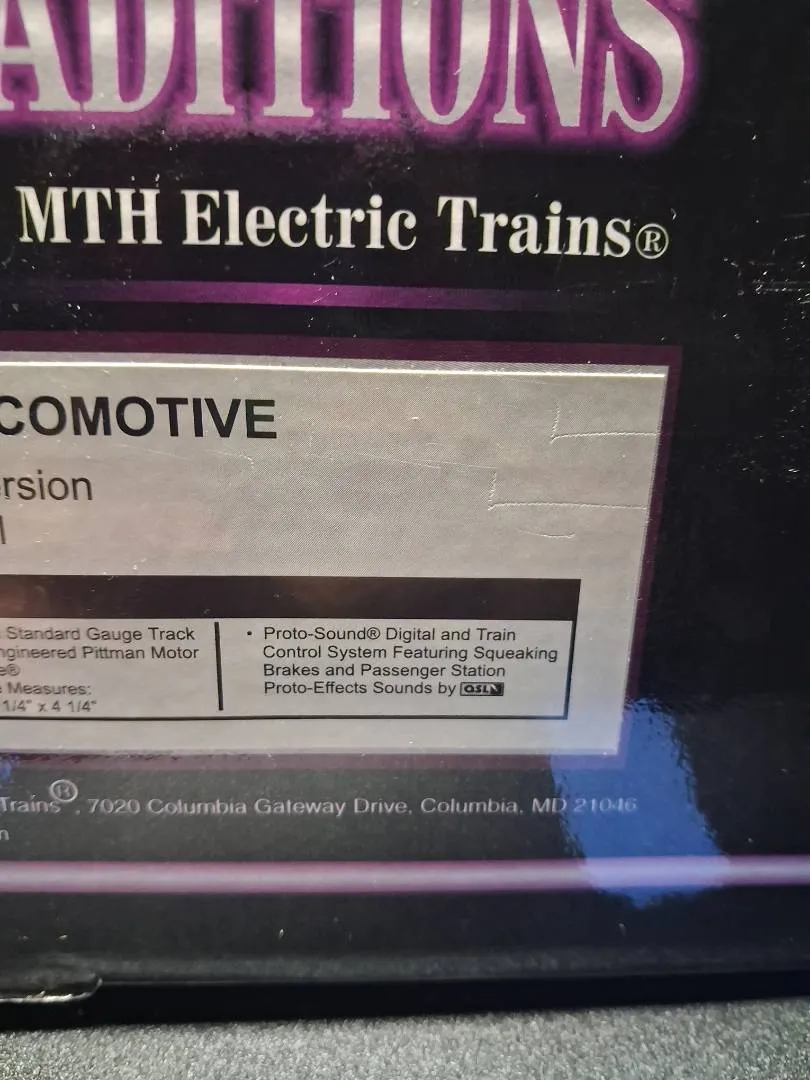 ADITIONS
MTH Electric Trains®
COMOTIVE
rsion
l
Standard Gauge Track
ngineered Pittman Motor
e®
Measures:
1/4" x 4 1/4"
• Proto-Sound® Digital and Train
Control System Featuring Squeaking
Brakes and Passenger Station
Proto-Effects Sounds by QSI
Trains®, 7020 Columbia Gateway Drive, Columbia, MD 21046
n